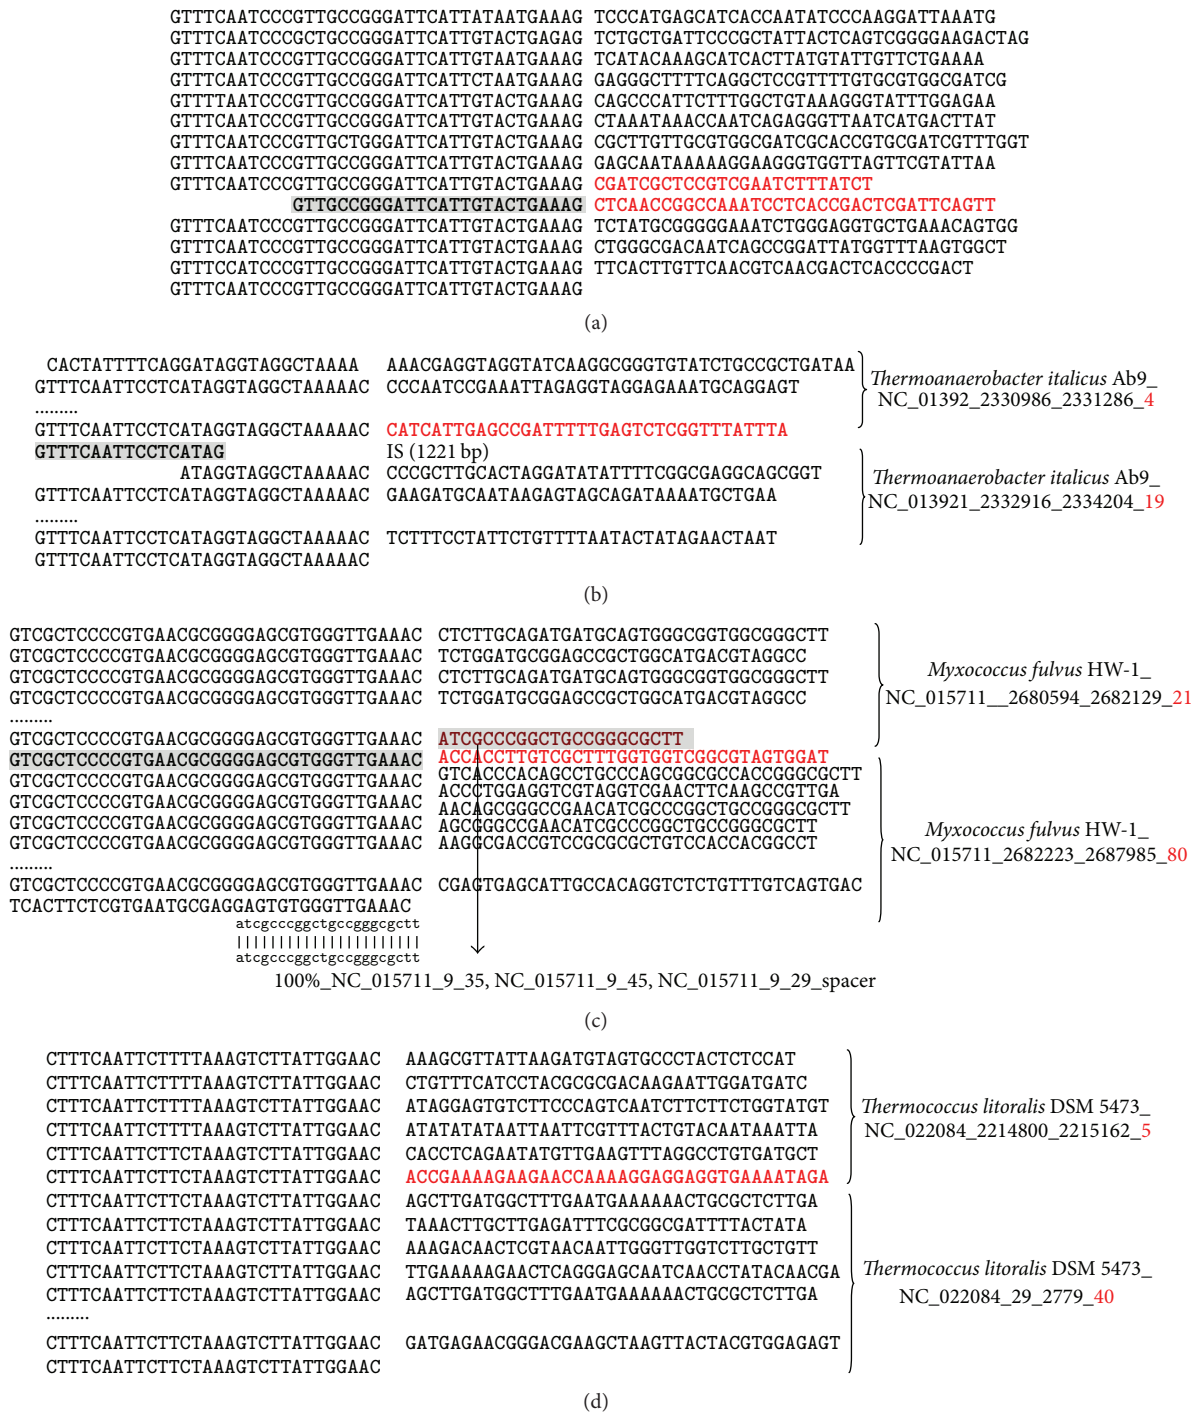 GTTTCAATCCCGTTGCCGGGATTCATTATAATGAAAG TCCCATGAGCATCACCAATATCCCAAGGATTAAATG
GTTTCAATCCCGCTGCCGGGATTCATTGTACTGAGAG TCTGCTGATTCCCGCTATTACTCAGTCGGGGAAGACTAG
GTTTCAATCCCGTTGCCGGGATTCATTGTAATGAAAG TCATACAAAGCATCACTTATGTATTGTTCTGAAAA
GTTTCAATCCCGTTGCCGGGATTCATTCTAATGAAAG GAGGGCTTTTCAGGCTCCGTTTTGTGCGTGGCGATCG
GTTTTAATCCCGTTGCCGGGATTCATTGTACTGAAAG CAGCCCATTCTTTGGCTGTAAAGGGTATTTGGAGAA
GTTTCAATCCCGTTGCCGGGATTCATTGTACTGAAAG CTAAATAAACCAATCAGAGGGTTAATCATGACTTAT
GTTTCAATCCCGTTGCTGGGATTCATTGTACTGAAAG CGCTTGTTGCGTGGCGATCGCACCGTGCGATCGTTTGGT
GTTTCAATCCCGTTGCCGGGATTCATTGTACTGAAAG GAGCAATAAAAAGGAAGGGTGGTTAGTTCGTATTAA
GTTTCAATCCCGTTGCCGGGATTCATTGTACTGAAAG CGATCGCTCCGTCGAATCTTTATCT
GTTGCCGGGATTCATTGTACTGAAAG CTCAACCGGCCAAATCCTCACCGACTCGATTCAGTT
GTTTCAATCCCGTTGCCGGGATTCATTGTACTGAAAG TCTATGCGGGGGAAATCTGGGAGGTGCTGAAACAGTGG
GTTTCAATCCCGTTGCCGGGATTCATTGTACTGAAAG CTGGGCGACAATCAGCCGGATTATGGTTTAAGTGGCT
GTTTCCATCCCGTTGCCGGGATTCATTGTACTGAAAG TTCACTTGTTCAACGTCAACGACTCACCCCGACT
GTTTCAATCCCGTTGCCGGGATTCATTGTACTGAAAG
(a)
CACTATTTTCAGGATAGGTAGGCTAAAA AAACGAGGTAGGTATCAAGGCGGGTGTATCTGCCGCTGATAA
GTTTCAATTCCTCATAGGTAGGCTAAAAAC CCCAATCCGAAATTAGAGGTAGGAGAAATGCAGGAGT
.........
Thermoanaerobacter italicus Ab9_
NC_01392_2330986_2331286_4
GTTTCAATTCCTCATAGGTAGGCTAAAAAC CATCATTGAGCCGATTTTTGAGTCTCGGTTTATTTA
GTTTCAATTCCTCATAG IS (1221 bp)
ATAGGTAGGCTAAAAAC CCCGCTTGCACTAGGATATATTTTCGGCGAGGCAGCGGT
GTTTCAATTCCTCATAGGTAGGCTAAAAAC GAAGATGCAATAAGAGTAGCAGATAAAATGCTGAA
.........
Thermoanaerobacter italicus Ab9_
NC_013921_2332916_2334204_19
GTTTCAATTCCTCATAGGTAGGCTAAAAAC TCTTTCCTATTCTGTTTTAATACTATAGAACTAAT
GTTTCAATTCCTCATAGGTAGGCTAAAAAC
(b)
GTCGCTCCCCGTGAACGCGGGGAGCGTGGGTTGAAAC CTCTTGCAGATGATGCAGTGGGCGGTGGCGGGCTT
GTCGCTCCCCGTGAACGCGGGGAGCGTGGGTTGAAAC TCTGGATGCGGAGCCGCTGGCATGACGTAGGCC
GTCGCTCCCCGTGAACGCGGGGAGCGTGGGTTGAAAC CTCTTGCAGATGATGCAGTGGGCGGTGGCGGGCTT
GTCGCTCCCCGTGAACGCGGGGAGCGTGGGTTGAAAC TCTGGATGCGGAGCCGCTGGCATGACGTAGGCC
.........
Myxococcus fulvus HW-1_
NC_015711__2680594_2682129_21
GTCGCTCCCCGTGAACGCGGGGAGCGTGGGTTGAAAC ATCGCCCGGCTGCCGGGCGCTT
GTCGCTCCCCGTGAACGCGGGGAGCGTGGGTTGAAAC ACCACCTTGTCGCTTTGGTGGTCGGCGTAGTGGAT
GTCGCTCCCCGTGAACGCGGGGAGCGTGGGTTGAAAC GTCACCCACAGCCTGCCCAGCGGCGCCACCGGGCGCTT
GTCGCTCCCCGTGAACGCGGGGAGCGTGGGTTGAAAC ACCCTGGAGGTCGTAGGTCGAACTTCAAGCCGTTGA
GTCGCTCCCCGTGAACGCGGGGAGCGTGGGTTGAAAC AACAGCGGGCCGAACATCGCCCGGCTGCCGGGCGCTT
GTCGCTCCCCGTGAACGCGGGGAGCGTGGGTTGAAAC AGCGGGCCGAACATCGCCCGGCTGCCGGGCGCTT
GTCGCTCCCCGTGAACGCGGGGAGCGTGGGTTGAAAC AAGGCGACCGTCCGCGCGCTGTCCACCACGGCCT
.........
Myxococcus fulvus HW-1_
NC_015711_2682223_2687985_80
GTCGCTCCCCGTGAACGCGGGGAGCGTGGGTTGAAAC CGAGTGAGCATTGCCACAGGTCTCTGTTTGTCAGTGAC
TCACTTCTCGTGAATGCGAGGAGTGTGGGTTGAAAC
atcgcccggctgccgggcgctt
||||||||||||||||||||||
atcgcccggctgccgggcgctt
100%_NC_015711_9_35, NC_015711_9_45, NC_015711_9_29_spacer
(c)
CTTTCAATTCTTTTAAAGTCTTATTGGAAC AAAGCGTTATTAAGATGTAGTGCCCTACTCTCCAT
CTTTCAATTCTTTTAAAGTCTTATTGGAAC CTGTTTCATCCTACGCGCGACAAGAATTGGATGATC
CTTTCAATTCTTTTAAAGTCTTATTGGAAC ATAGGAGTGTCTTCCCAGTCAATCTTCTTCTGGTATGT
CTTTCAATTCTTTTAAAGTCTTATTGGAAC ATATATATAATTAATTCGTTTACTGTACAATAAATTA
CTTTCAATTCTTCTAAAGTCTTATTGGAAC CACCTCAGAATATGTTGAAGTTTAGGCCTGTGATGCT
CTTTCAATTCTTCTAAAGTCTTATTGGAAC ACCGAAAAGAAGAACCAAAAGGAGGAGGTGAAAATAGA
Thermococcus litoralis DSM 5473_
NC_022084_2214800_2215162_5
CTTTCAATTCTTCTAAAGTCTTATTGGAAC AGCTTGATGGCTTTGAATGAAAAAACTGCGCTCTTGA
CTTTCAATTCTTCTAAAGTCTTATTGGAAC TAAACTTGCTTGAGATTTCGCGGCGATTTTACTATA
CTTTCAATTCTTCTAAAGTCTTATTGGAAC AAAGACAACTCGTAACAATTGGGTTGGTCTTGCTGTT
CTTTCAATTCTTCTAAAGTCTTATTGGAAC TTGAAAAAGAACTCAGGGAGCAATCAACCTATACAACGA
CTTTCAATTCTTCTAAAGTCTTATTGGAAC AGCTTGATGGCTTTGAATGAAAAAACTGCGCTCTTGA
.........
Thermococcus litoralis DSM 5473_
NC_022084_29_2779_40
CTTTCAATTCTTCTAAAGTCTTATTGGAAC GATGAGAACGGGACGAAGCTAAGTTACTACGTGGAGAGT
CTTTCAATTCTTCTAAAGTCTTATTGGAAC
(d)